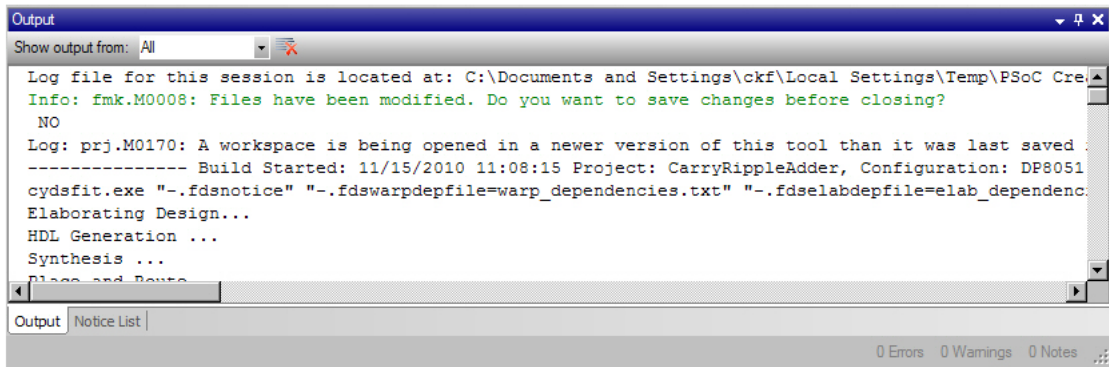 Output
Show output from: All
Log file for this session is located at: C:\Documents and Settings\ckf\Local Settings\Temp\PSoC Crea
Info: fmk.M0008: Files have been modified. Do you want to save changes before closing?
NO
Log: prj.M0170: A workspace is being opened in a newer version of this tool than it was last saved
--------------- Build Started: 11/15/2010 11:08:15 Project: CarryRippleAdder, Configuration: DP8051
cydsfit.exe "-.fdsnotice" "-.fdswarpdepfile=warp_dependencies.txt" "-.fdselabdepfile=elab_dependenc
Elaborating Design...
HDL Generation ...
Synthesis ...
Place and Route
Output Notice List
0 Errors 0 Warnings 0 Notes